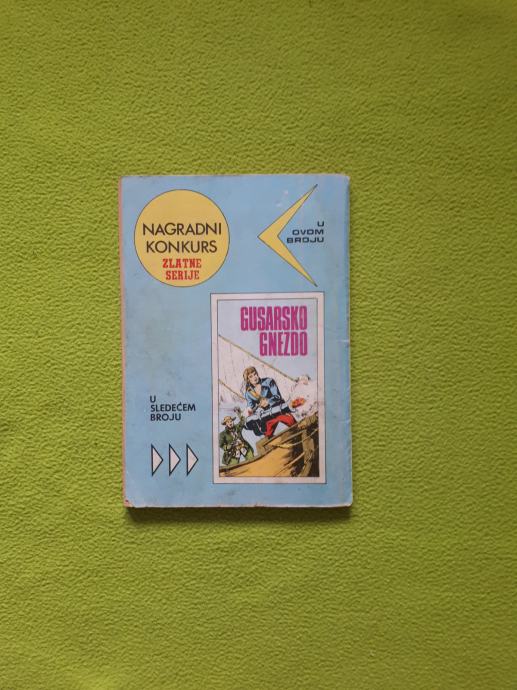 NAGRADNI
KONKURS
ZLATNE
SERIJE
U
OVOM
BROJU
GUSARSKO
GNEZDO
U
SLEDEĆEM
BROJU